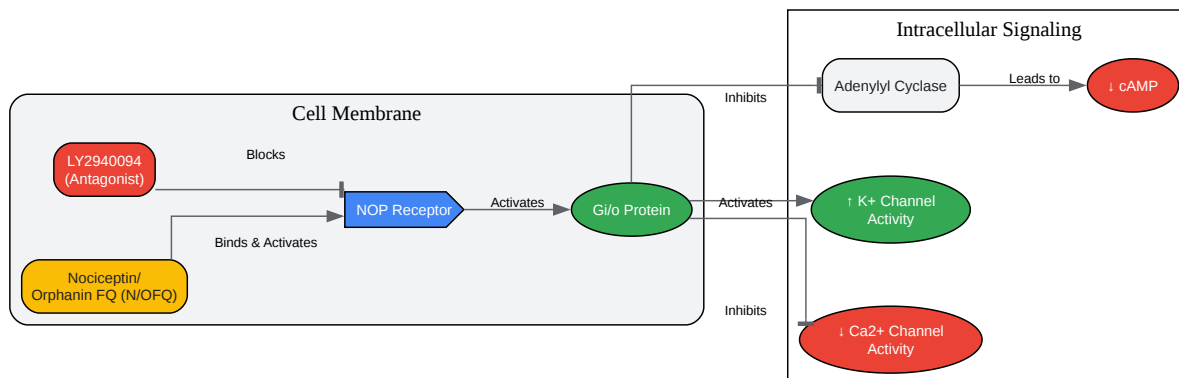 Intracellular Signaling
Adenylyl Cyclase
Leads to
↓ cAMP
Inhibits
Cell Membrane
LY2940094
(Antagonist)
Blocks
NOP Receptor
Activates
Gi/o Protein
Activates
↑ K+ Channel
Activity
Binds & Activates
Nociceptin/
Orphanin FQ (N/OFQ)
Inhibits
↓ Ca2+ Channel
Activity